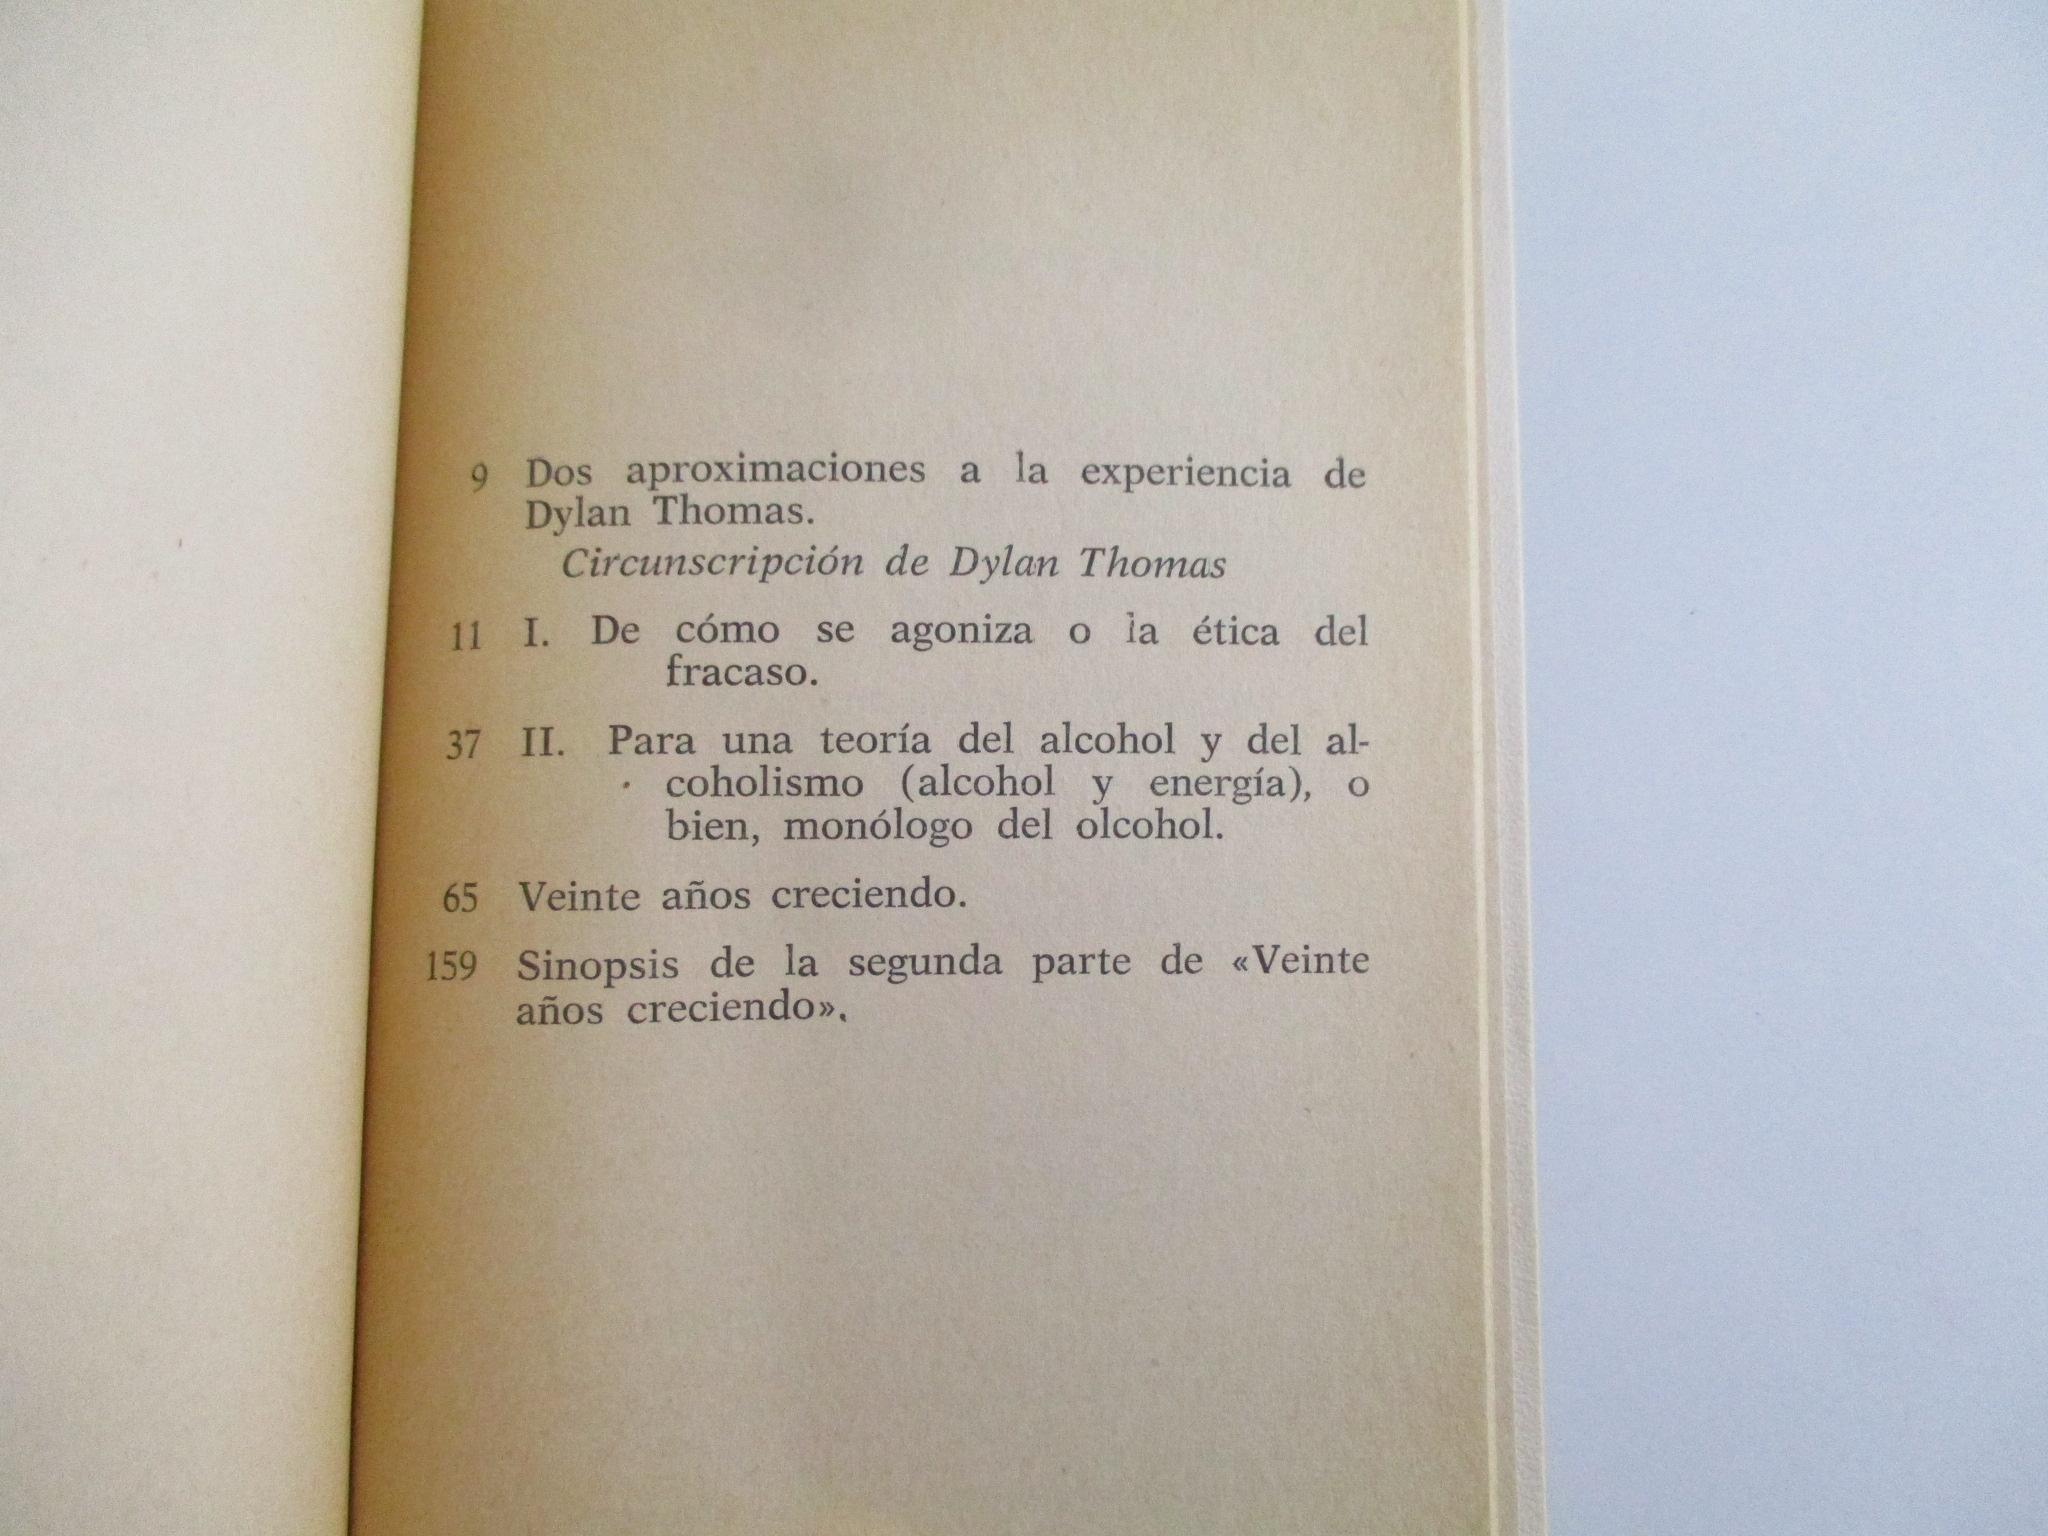 9 Dos aproximaciones a la experiencia de
Dylan Thomas.
Circunscripción de Dylan Thomas
11 I. De cómo se agoniza o la ética del
fracaso.
37 II. Para una teoría del alcohol y del al-
coholismo (alcohol y energía), o
bien, monólogo del olcohol.
65 Veinte años creciendo.
159 Sinopsis de la segunda parte de «Veinte
años creciendo».